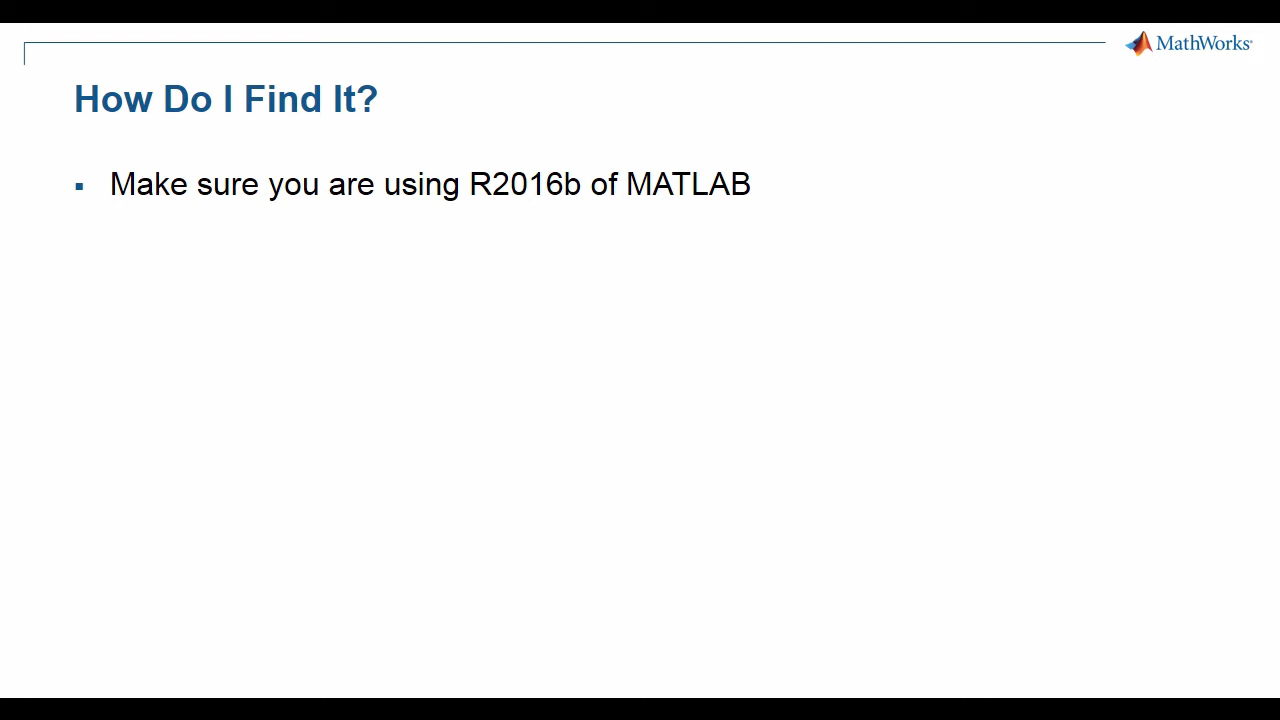 MathWorks®
How Do I Find It?
▪ Make sure you are using R2016b of MATLAB